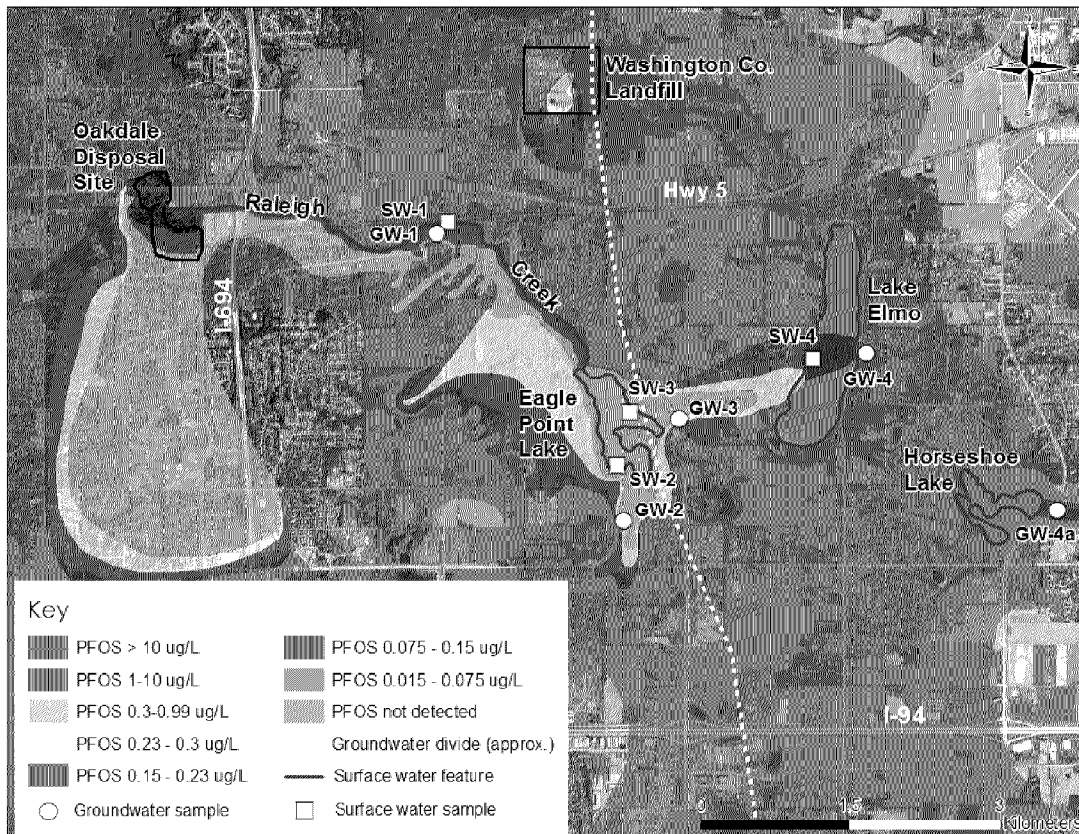 Washington Co.
Landfill
Oakdale
Disposal
Site
Hwy 5
Raleigh
SW-1
GW-1
Creek
I-694
Lake
Elmo
SW-4
GW-4
SW-3
GW-3
Eagle
Point
Lake
SW-2
GW-2
Horseshoe
Lake
GW-4a
I-94
Key
PFOS > 10 ug/L
PFOS 1-10 ug/L
PFOS 0.3-0.99 ug/L
PFOS 0.23 - 0.3 ug/L
PFOS 0.15 - 0.23 ug/L
Groundwater sample
PFOS 0.075 - 0.15 ug/L
PFOS 0.015 - 0.075 ug/L
PFOS not detected
Groundwater divide (approx.)
Surface water feature
Surface water sample
0 1.5 3
Kilometers